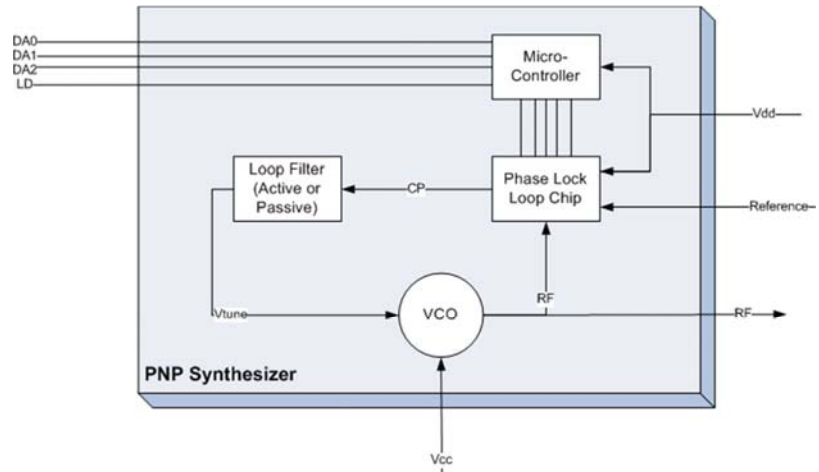 DA0
DA1
DA2
LD
Micro-
Controller
Vdd
Loop Filter
(Active or
Passive)
CP
Phase Lock
Loop Chip
Reference
RF
Vtune
VCO
RF
PNP Synthesizer
Vcc